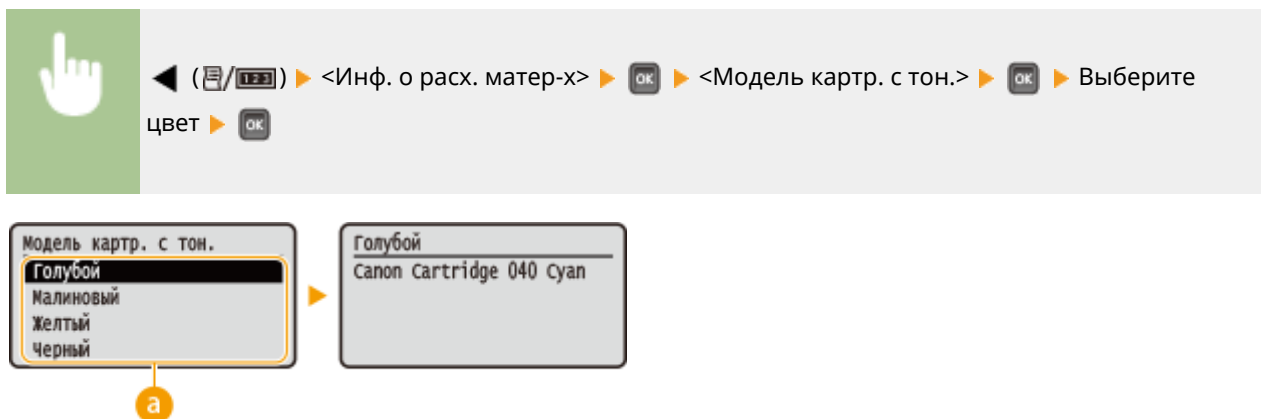 (123) <Инф. о расх. матер-х> OK <Модель картр. с тон.> OK Выберите
цвет OK
Модель картр. с тон.
Голубой
Малиновый
Желтый
Черный
a
Голубой
Canon Cartridge 040 Cyan